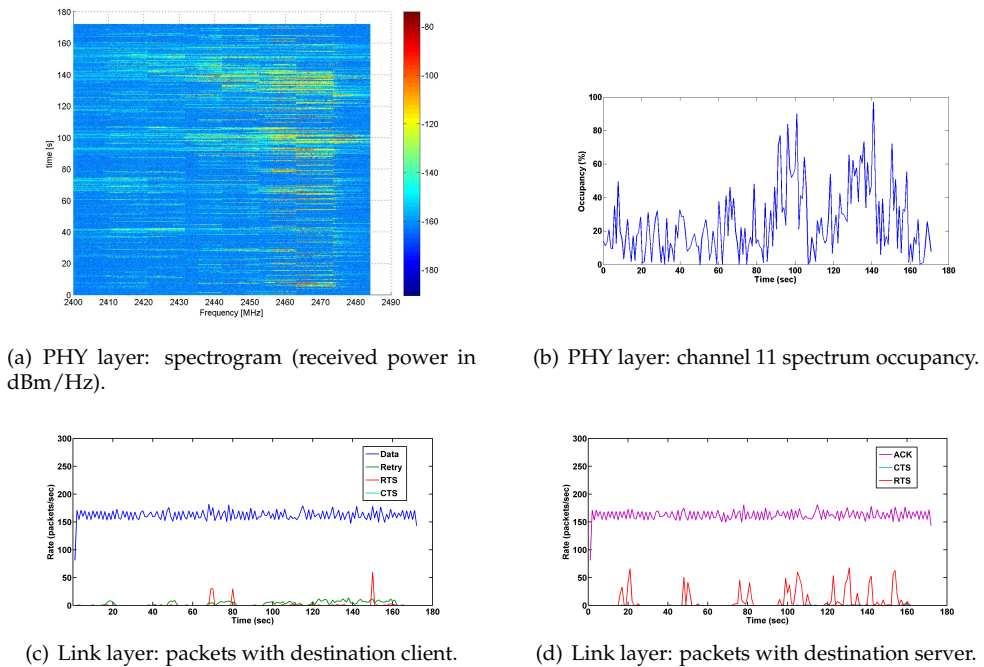 180
160
140
120
100
80
60
40
20
0
time [s]
2400 2410 2420 2430 2440 2450 2460 2470 2480 2490
Frequency [MHz]
-80
-100
-120
-140
-160
-180
(a) PHY layer: spectrogram (received power in
dBm/Hz).
100
80
60
40
20
0
Occupancy (%)
0 20 40 60 80 100 120 140 160 180
Time (sec)
(b) PHY layer: channel 11 spectrum occupancy.
300
250
200
150
100
50
0
Rate (packets/sec)
Data
Retry
RTS
CTS
20 40 60 80 100 120 140 160 180
Time (sec)
(c) Link layer: packets with destination client.
300
250
200
150
100
50
0
Rate (packets/sec)
ACK
CTS
RTS
0 20 40 60 80 100 120 140 160 180
Time (sec)
(d) Link layer: packets with destination server.